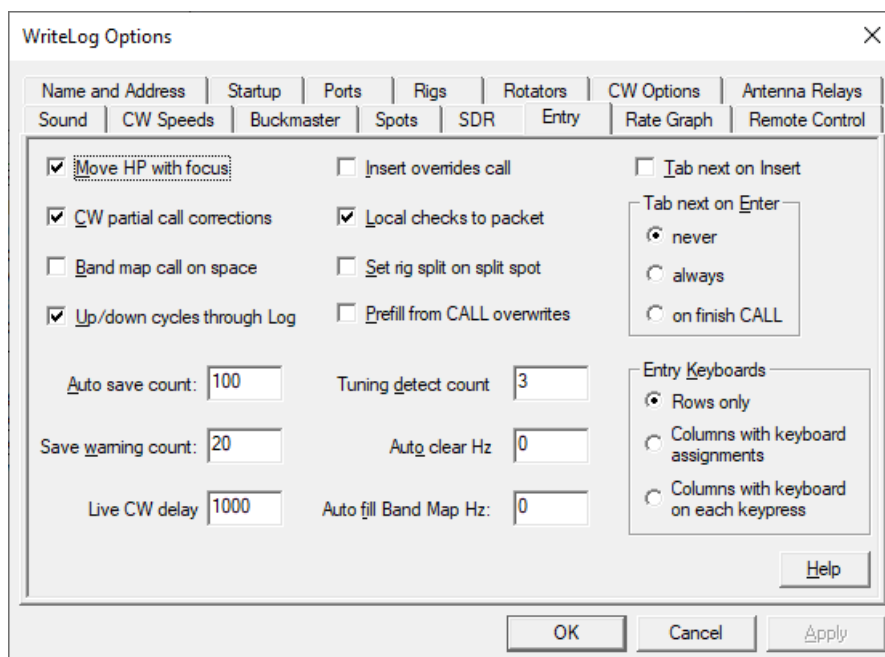 WriteLog Options
Name and Address Startup Ports Rigs Rotators CW Options Antenna Relays
Sound CW Speeds Buckmaster Spots SDR Entry Rate Graph Remote Control
Move HP with focus Insert overrides call Tab next on Insert
CW partial call corrections Local checks to packet Tab next on Enter
never
Band map call on space Set rig split on split spot always
Up/down cycles through Log Prefill from CALL overwrites on finish CALL
Auto save count: 100 Tuning detect count 3 Entry Keyboards
Rows only
Save warning count: 20 Auto clear Hz 0 Columns with keyboard
assignments
Live CW delay 1000 Auto fill Band Map Hz: 0 Columns with keyboard
on each keypress
Help
OK Cancel Apply